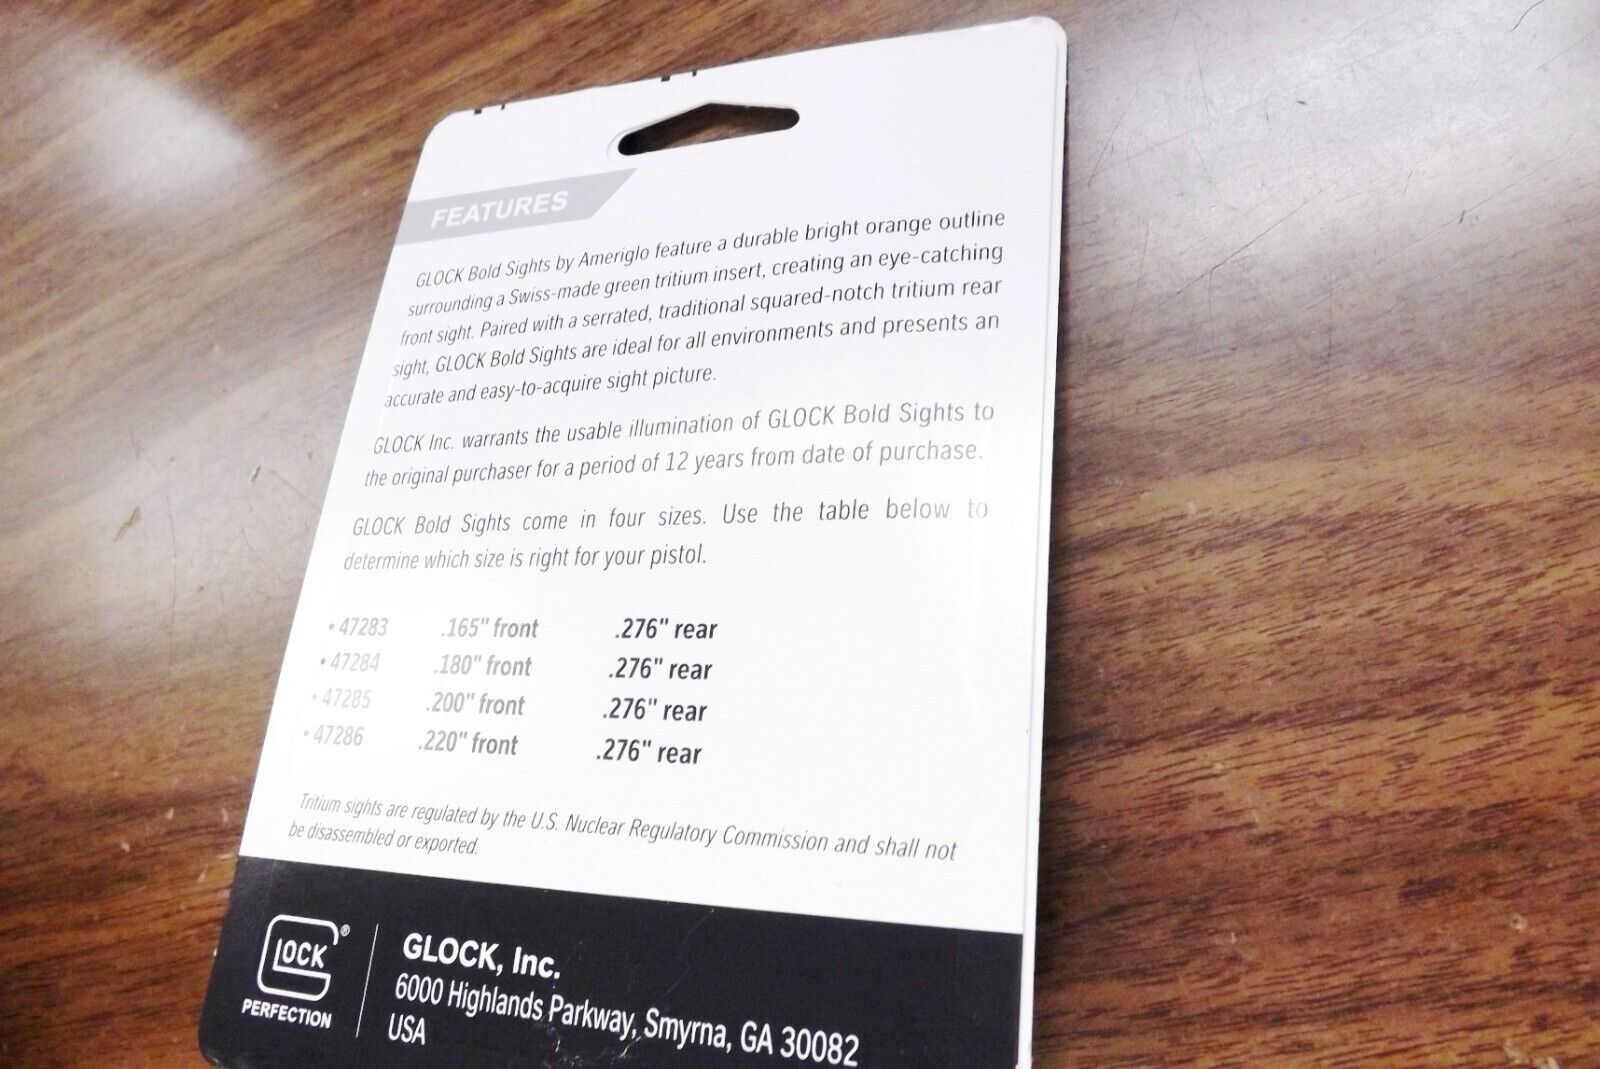 FEATURES
GLOCK Bold Sights by Ameriglo feature a durable bright orange outline
surrounding a Swiss-made green tritium insert, creating an eye-catching
front sight. Paired with a serrated, traditional squared-notch tritium rear
sight, GLOCK Bold Sights are ideal for all environments and presents an
accurate and easy-to-acquire sight picture.
GLOCK Inc. warrants the usable illumination of GLOCK Bold Sights to
the original purchaser for a period of 12 years from date of purchase.
GLOCK Bold Sights come in four sizes. Use the table below to
determine which size is right for your pistol.
• 47283 .165" front .276" rear
• 47284 .180" front .276" rear
• 47285 .200" front .276" rear
• 47286 .220" front .276" rear
Tritium sights are regulated by the U.S. Nuclear Regulatory Commission and shall not
be disassembled or exported.
GLOCK®
PERFECTION
GLOCK, Inc.
6000 Highlands Parkway, Smyrna, GA 30082
USA